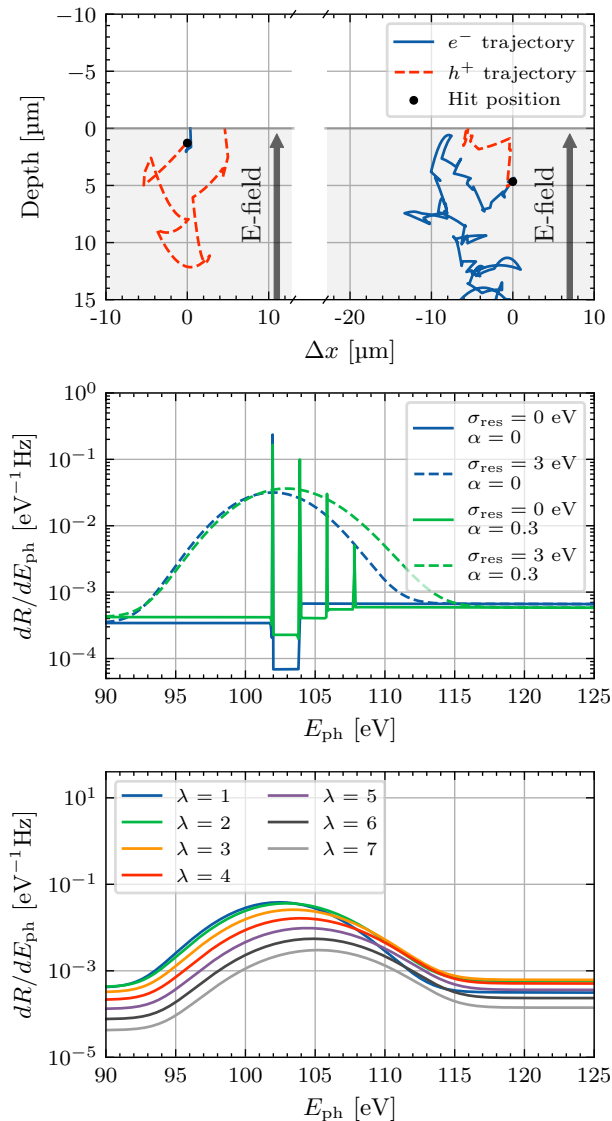 −10
−5
0
5
10
15
Depth [µm]
e− trajectory
h+ trajectory
Hit position
E-field
E-field
-10
0
10
-20
-10
0
10
Δx [µm]
10^0
10^−1
10^−2
10^−3
10^−4
dR/dE_ph [eV^−1Hz]
σ_res = 0 eV
α = 0
σ_res = 3 eV
α = 0
σ_res = 0 eV
α = 0.3
σ_res = 3 eV
α = 0.3
90
95
100
105
110
115
120
125
E_ph [eV]
10^1
10^−1
10^−3
10^−5
dR/dE_ph [eV^−1Hz]
λ = 1
λ = 2
λ = 3
λ = 4
λ = 5
λ = 6
λ = 7
90
95
100
105
110
115
120
125
E_ph [eV]